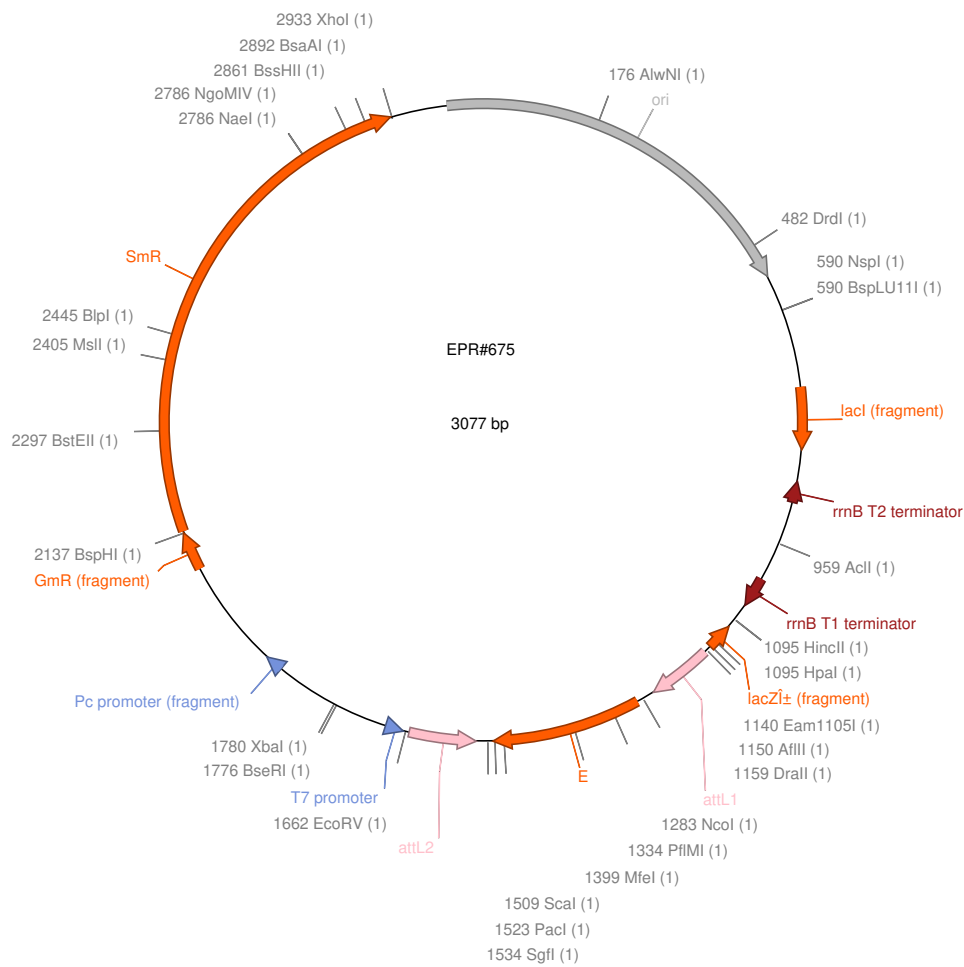 2933 XhoI (1)
2892 BsaAI (1)
2861 BssHII (1)
2786 NgoMIV (1)
2786 NaeI (1)
176 AlwNI (1)
ori
482 DrdI (1)
590 NspI (1)
590 BspLU11I (1)
SmR
2445 BlpI (1)
2405 MslI (1)
2297 BstEII (1)
EPR#675
3077 bp
lacI (fragment)
rrnB T2 terminator
2137 BspHI (1)
GmR (fragment)
959 AclI (1)
rrnB T1 terminator
1095 HincII (1)
1095 HpaI (1)
lacZÎ± (fragment)
1140 Eam1105I (1)
1150 AflII (1)
1159 DraII (1)
Pc promoter (fragment)
1780 XbaI (1)
1776 BseRI (1)
T7 promoter
1662 EcoRV (1)
attL2
E
attL1
1283 NcoI (1)
1334 PflMI (1)
1399 MfeI (1)
1509 ScaI (1)
1523 PacI (1)
1534 SgfI (1)